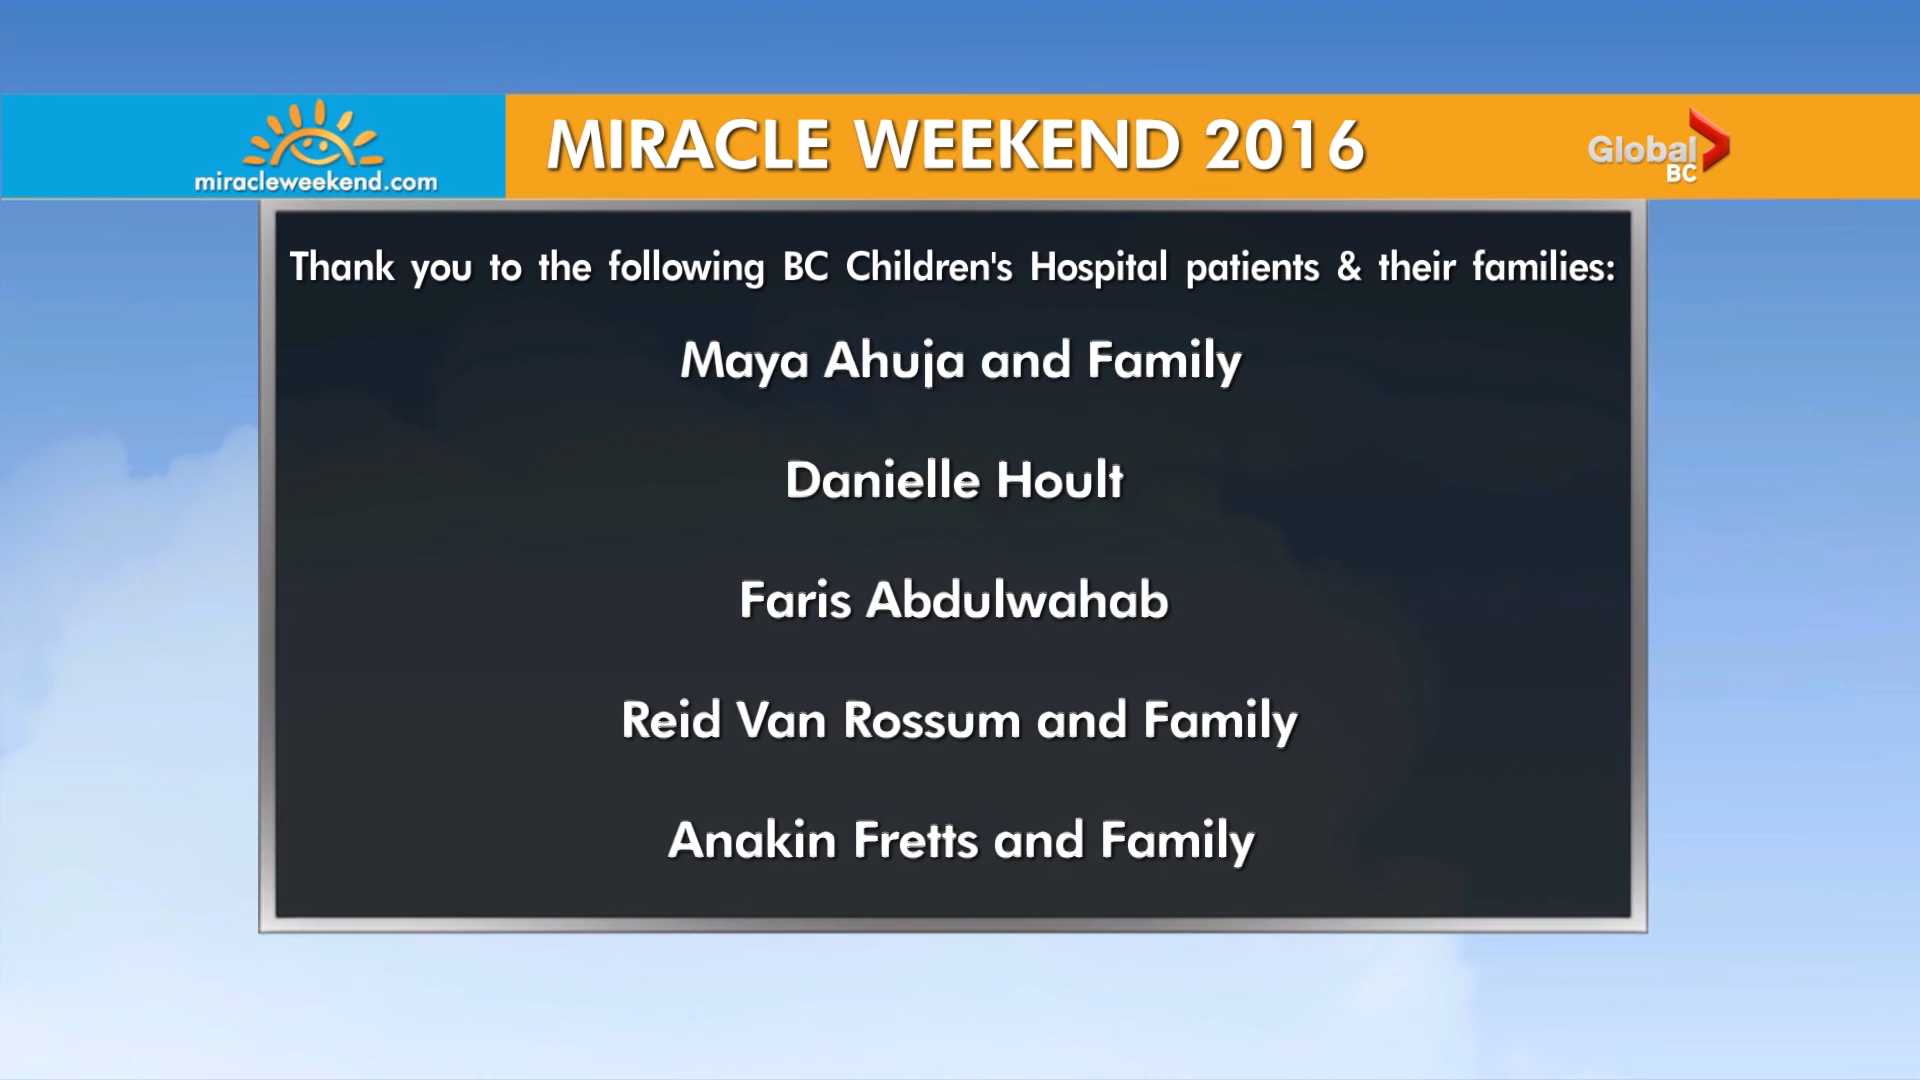 miracleweekend.com
MIRACLE WEEKEND 2016
Global
BC
Thank you to the following BC Children's Hospital patients & their families:
Maya Ahuja and Family
Danielle Hoult
Faris Abdulwahab
Reid Van Rossum and Family
Anakin Fretts and Family